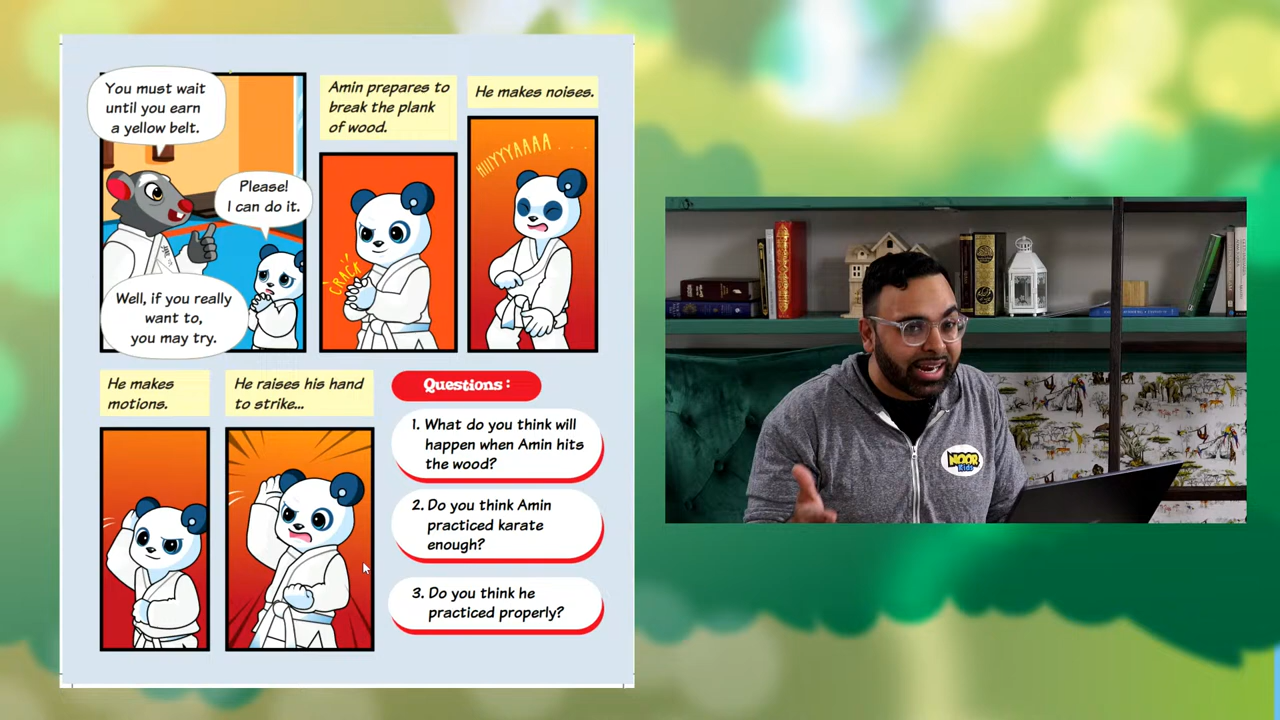 You must wait
until you earn
a yellow belt.
Please!
I can do it.
Well, if you really
want to,
you may try.
Amin prepares to
break the plank
of wood.
CRACK
He makes noises.
HIIIYYYAAAA....
He makes
motions.
He raises his hand
to strike...
Questions:
1. What do you think will
happen when Amin hits
the wood?
2. Do you think Amin
practiced karate
enough?
3. Do you think he
practiced properly?
NOOR
Kids